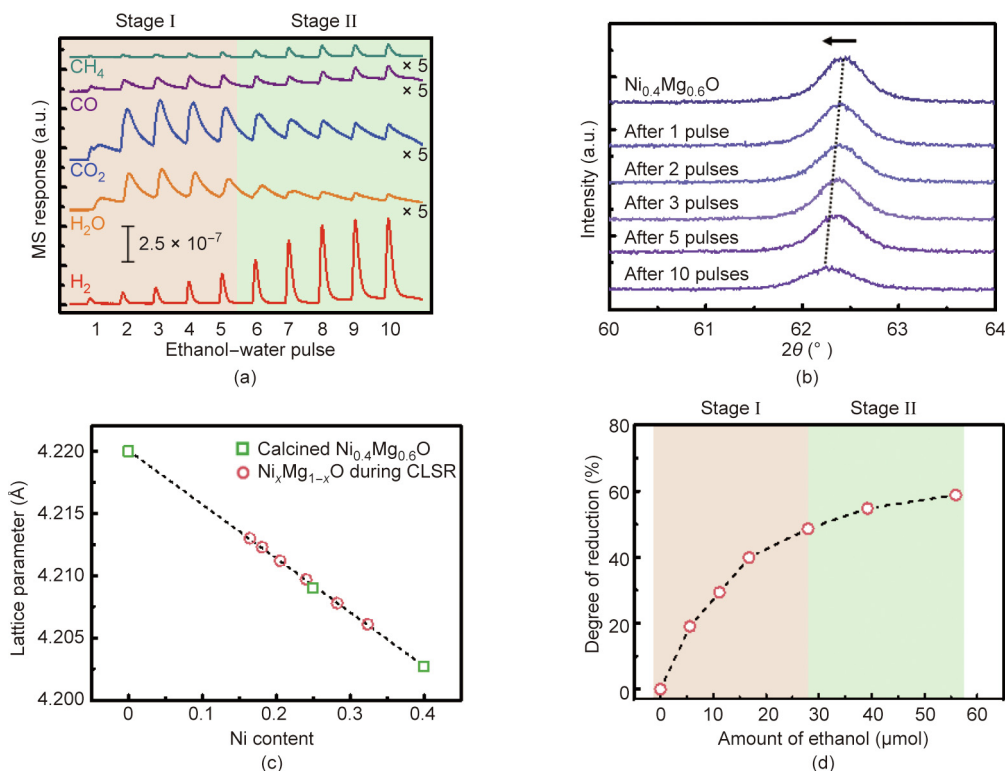 Stage I
Stage II
CH₄
× 5
CO
× 5
CO₂
× 5
H₂O
× 5
2.5 × 10⁻⁷
H₂
MS response (a.u.)
1 2 3 4 5 6 7 8 9 10
Ethanol–water pulse
(a)
Ni₀.₄Mg₀.₆O
After 1 pulse
After 2 pulses
After 3 pulses
After 5 pulses
After 10 pulses
Intensity (a.u.)
60 61 62 63 64
2θ (°)
(b)
Calcined Ni₀.₄Mg₀.₆O
NiₓMg₁₋ₓO during CLSR
Lattice parameter (Å)
4.220
4.215
4.210
4.205
4.200
0 0.1 0.2 0.3 0.4
Ni content
(c)
Stage I
Stage II
Degree of reduction (%)
80
60
40
20
0
0 10 20 30 40 50 60
Amount of ethanol (μmol)
(d)